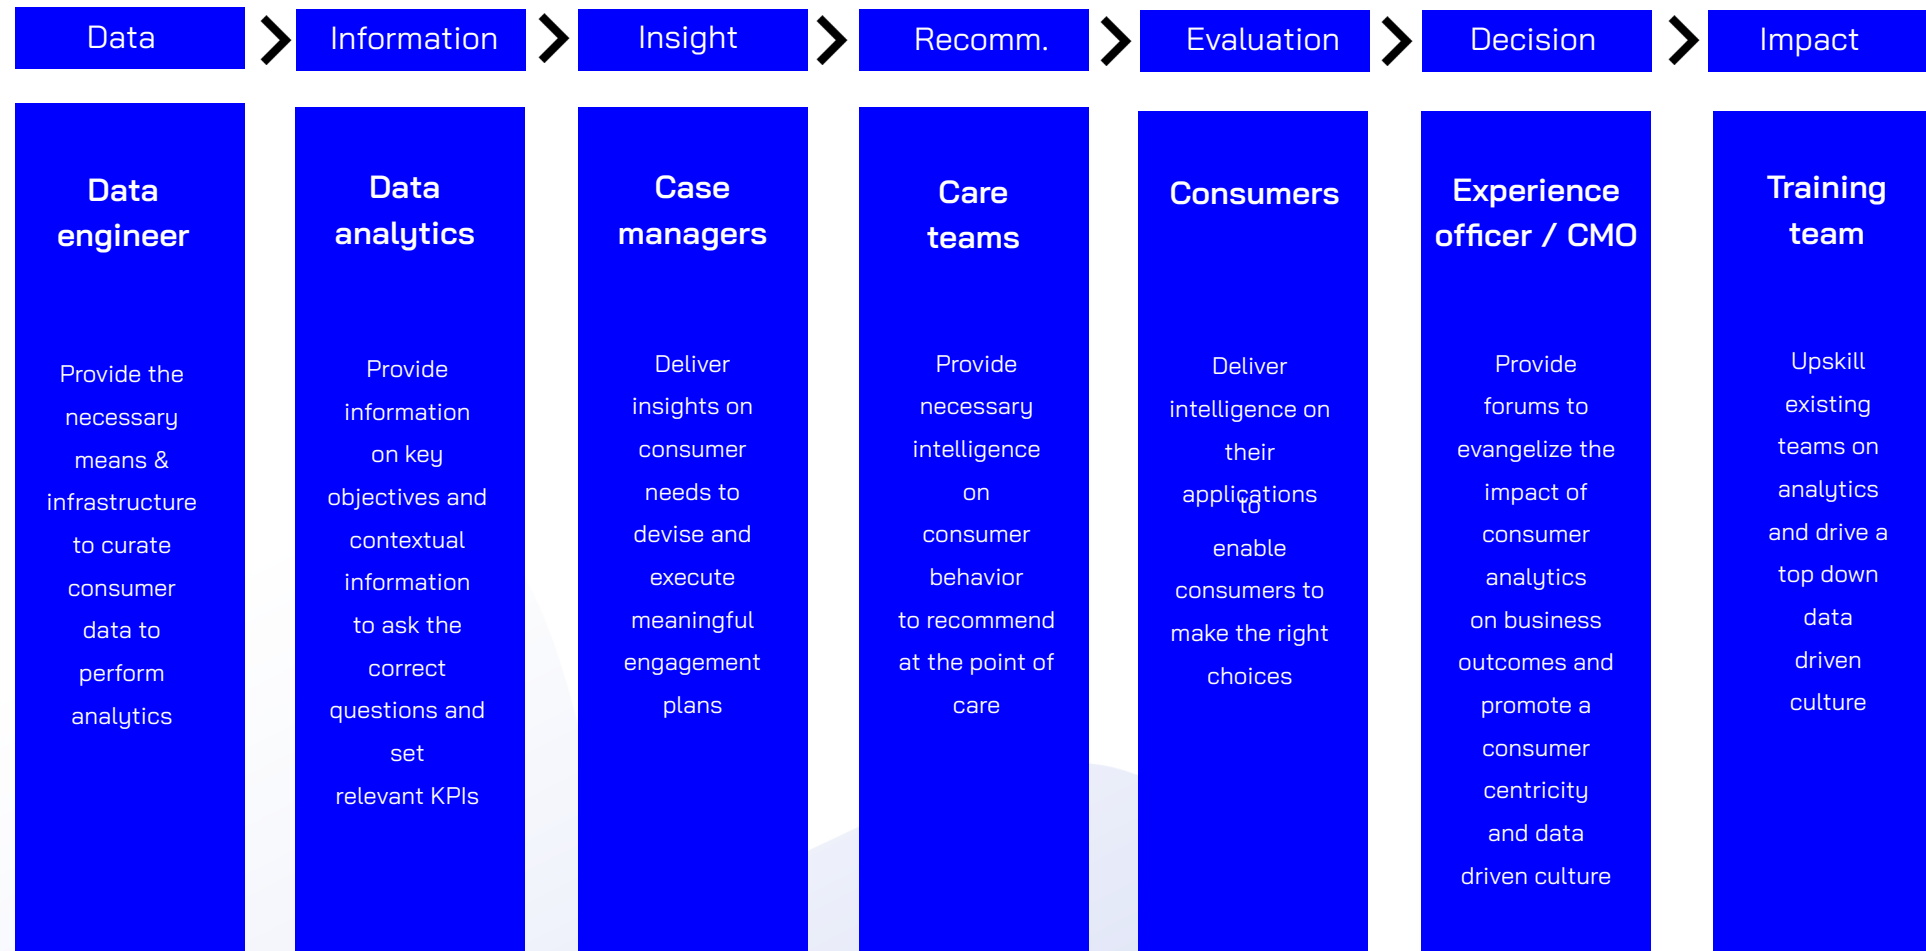 Data
Information
Insight
Recomm.
Evaluation
Decision
Impact
Data
engineer
Provide the
necessary
means &
infrastructure
to curate
consumer
data to
perform
analytics
Data
analytics
Provide
information
on key
objectives and
contextual
information
to ask the
correct
questions and
set
relevant KPIs
Case
managers
Deliver
insights on
consumer
needs to
devise and
execute
meaningful
engagement
plans
Care
teams
Provide
necessary
intelligence
on
consumer
behavior
to recommend
at the point of
care
Consumers
Deliver
intelligence on
their
applications
to
enable
consumers to
make the right
choices
Experience
officer / CMO
Provide
forums to
evangelize the
impact of
consumer
analytics
on business
outcomes and
promote a
consumer
centricity
and data
driven culture
Training
team
Upskill
existing
teams on
analytics
and drive a
top down
data
driven
culture